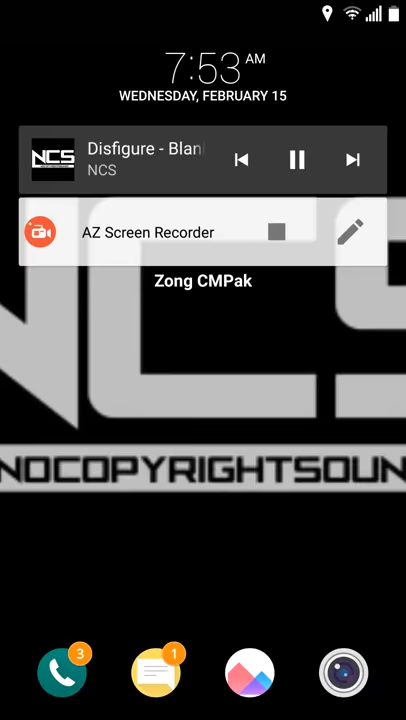 7:53 AM
WEDNESDAY, FEBRUARY 15
NCS
Disfigure - Blan
NCS
AZ Screen Recorder
Zong CMPak
NCS
NOCOPYRIGHTSOUN
3
1